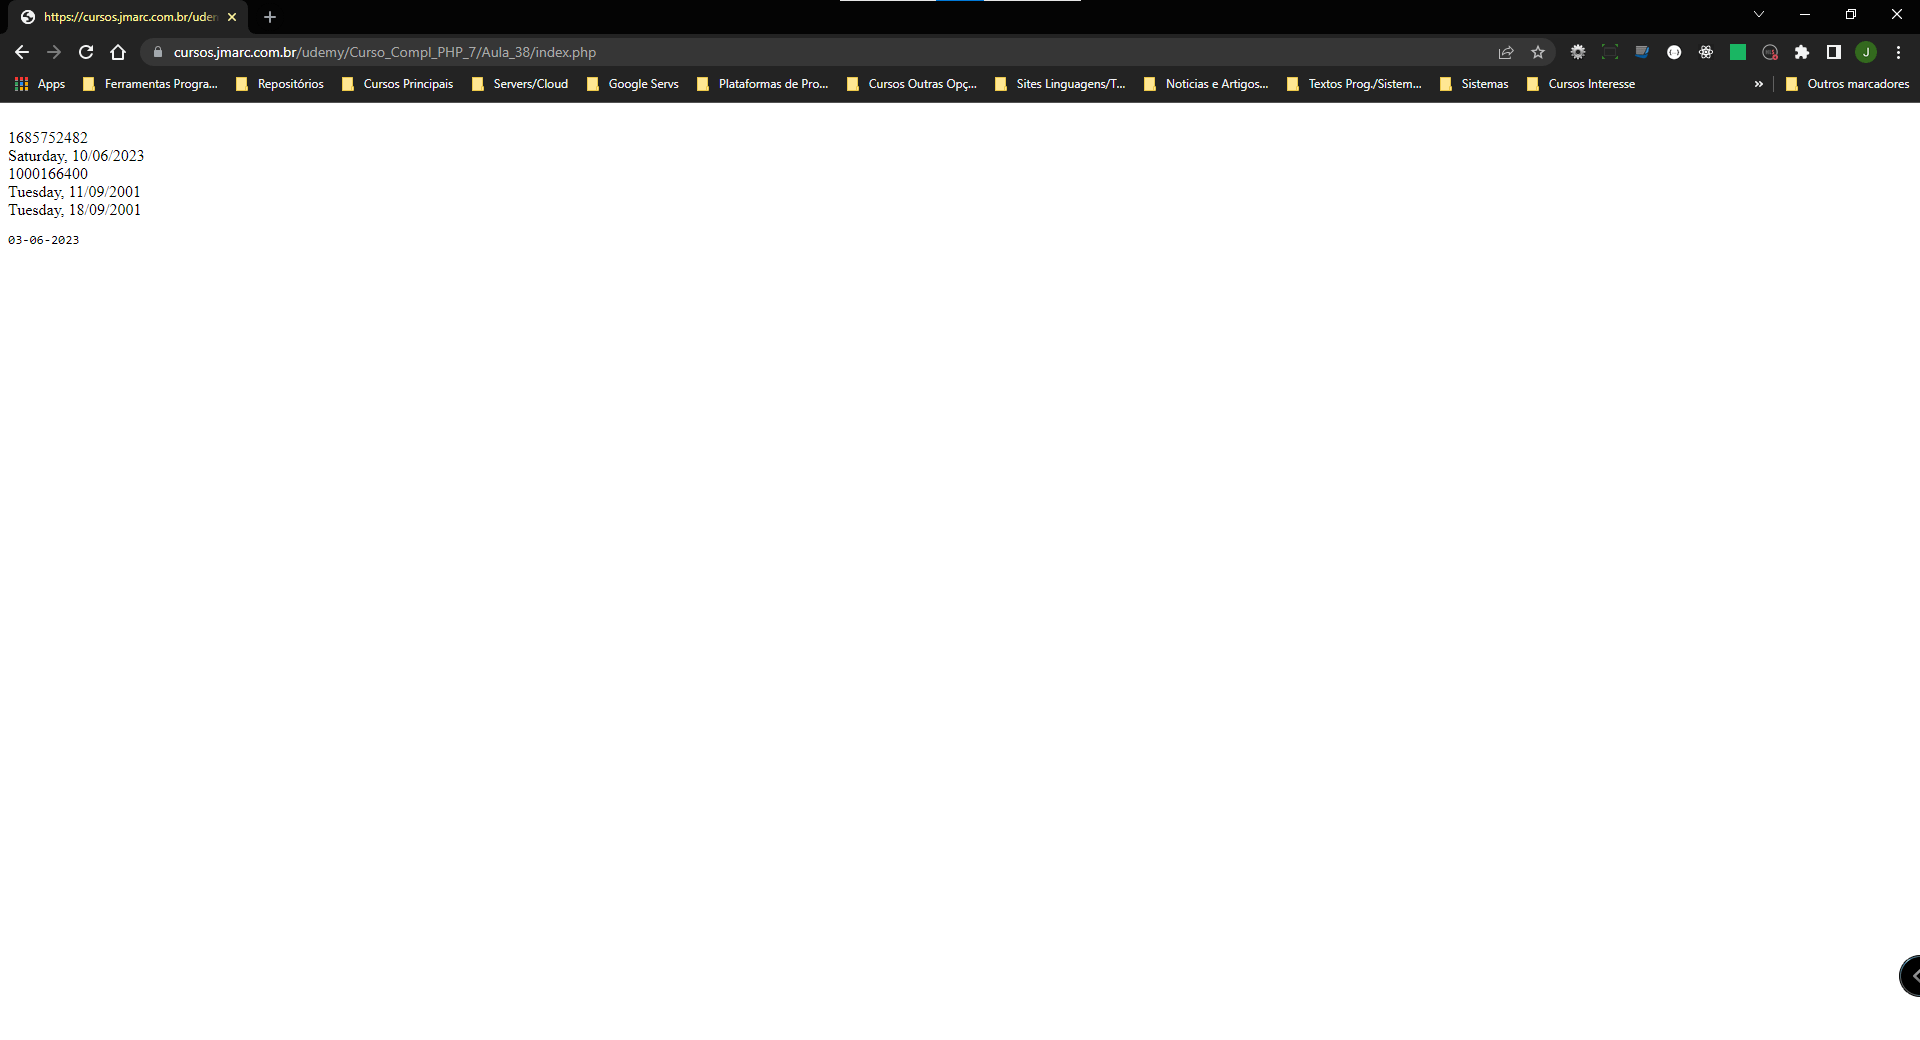 https://cursos.jmarc.com.br/uden
cursos.jmarc.com.br/udemy/Curso_Compl_PHP_7/Aula_38/index.php
J
Apps Ferramentas Progra... Repositórios Cursos Principais Servers/Cloud Google Servs Plataformas de Pro... Cursos Outras Opç... Sites Linguagens/T... Noticias e Artigos... Textos Prog./Sistem... Sistemas Cursos Interesse » Outros marcadores
1685752482
Saturday, 10/06/2023
1000166400
Tuesday, 11/09/2001
Tuesday, 18/09/2001
03-06-2023